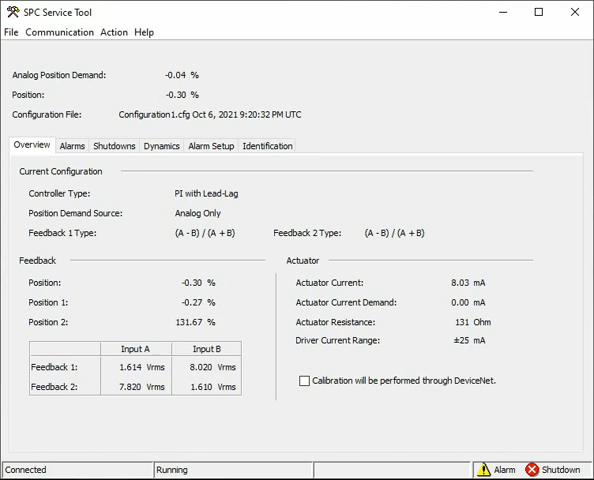 SPC Service Tool
File Communication Action Help
Analog Position Demand: -0.04 %
Position: -0.30 %
Configuration File: Configuration1.cfg Oct 6, 2021 9:20:32 PM UTC
Overview Alarms Shutdowns Dynamics Alarm Setup Identification
Current Configuration
Controller Type: PI with Lead-Lag
Position Demand Source: Analog Only
Feedback 1 Type: (A - B) / (A + B) Feedback 2 Type: (A - B) / (A + B)
Feedback Actuator
Position: -0.30 % Actuator Current: 8.03 mA
Position 1: -0.27 % Actuator Current Demand: 0.00 mA
Position 2: 131.67 % Actuator Resistance: 131 Ohm
Driver Current Range: ±25 mA
Input A Input B
Feedback 1: 1.614 Vrms 8.020 Vrms
Feedback 2: 7.820 Vrms 1.610 Vrms
Calibration will be performed through DeviceNet.
Connected Running Alarm Shutdown